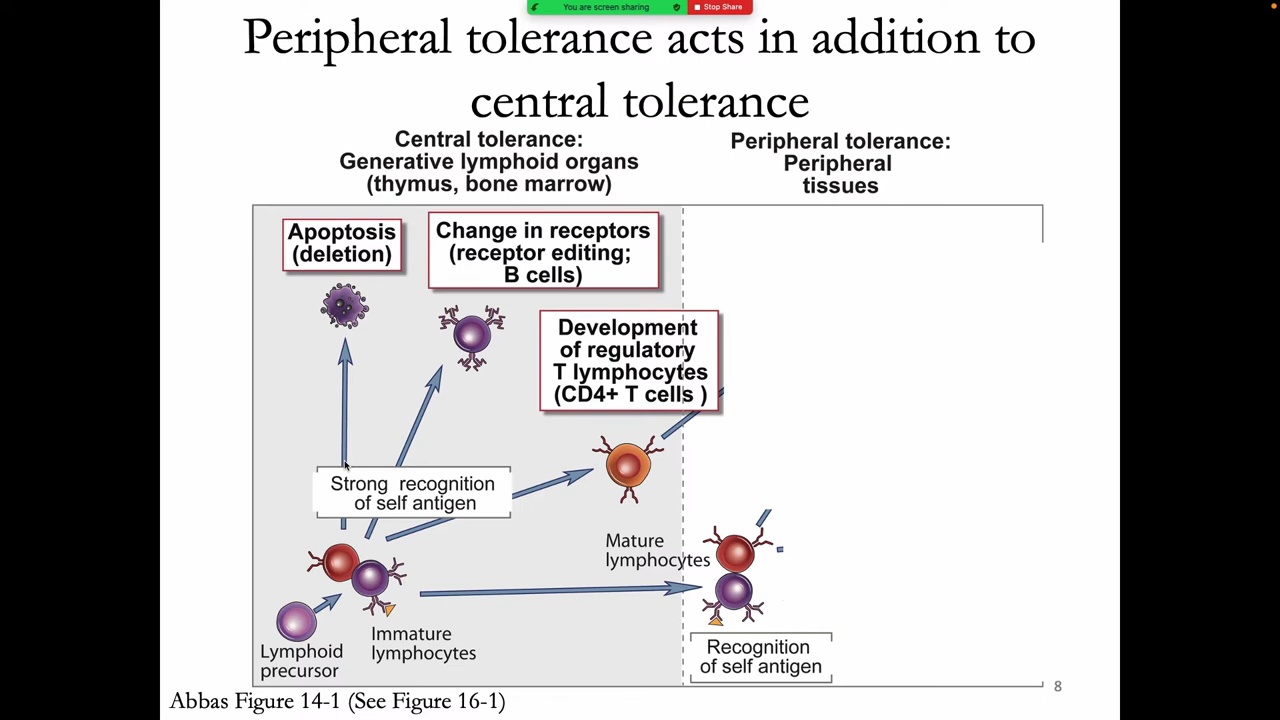 You are screen sharing
Stop Share
Peripheral tolerance acts in addition to
central tolerance
Central tolerance:
Generative lymphoid organs
(thymus, bone marrow)
Peripheral tolerance:
Peripheral
tissues
Apoptosis
(deletion)
Change in receptors
(receptor editing;
B cells)
Development
of regulatory
T lymphocytes
(CD4+ T cells )
Strong recognition
of self antigen
Mature
lymphocytes
Immature
lymphocytes
Lymphoid
precursor
Recognition
of self antigen
Abbas Figure 14-1 (See Figure 16-1)
8